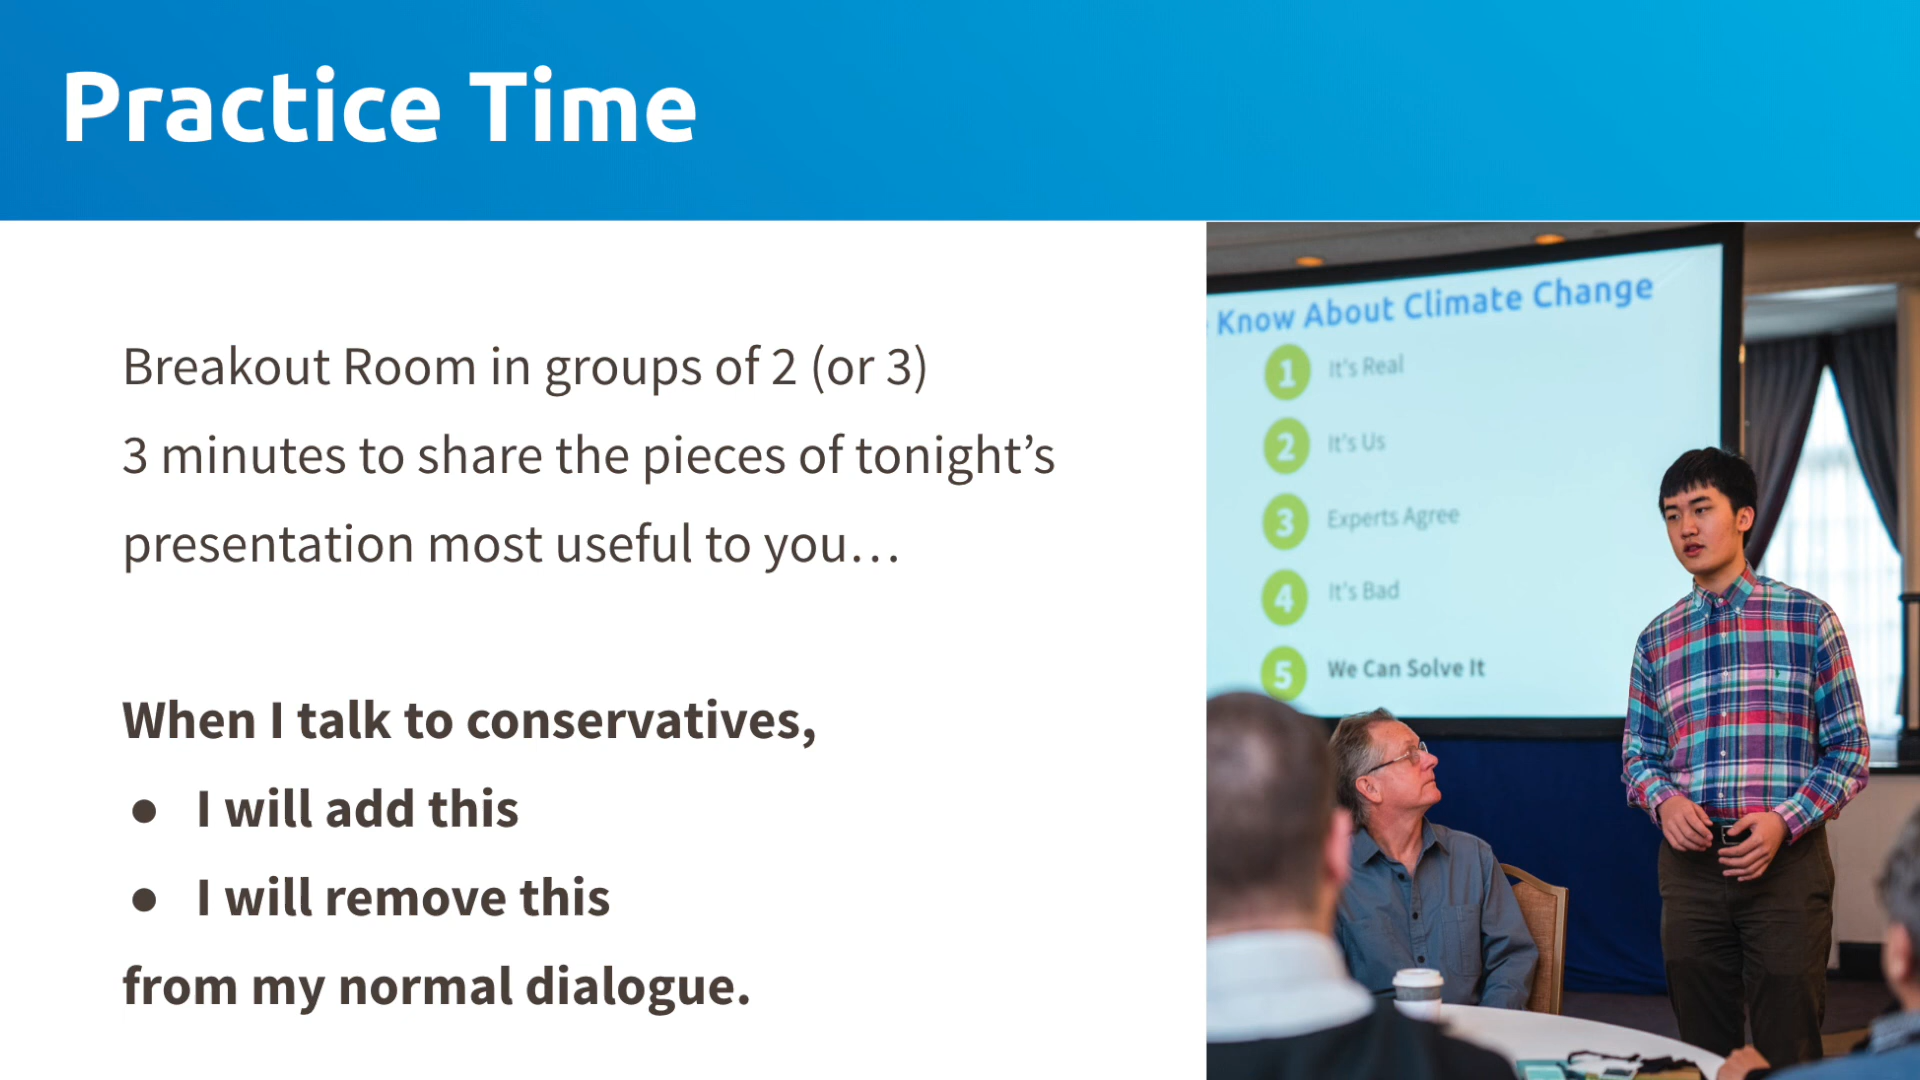 Practice Time
Breakout Room in groups of 2 (or 3)
3 minutes to share the pieces of tonight’s
presentation most useful to you…
When I talk to conservatives,
● I will add this
● I will remove this
from my normal dialogue.
Know About Climate Change
1 It's Real
2 It's Us
3 Experts Agree
4 It's Bad
5 We Can Solve It